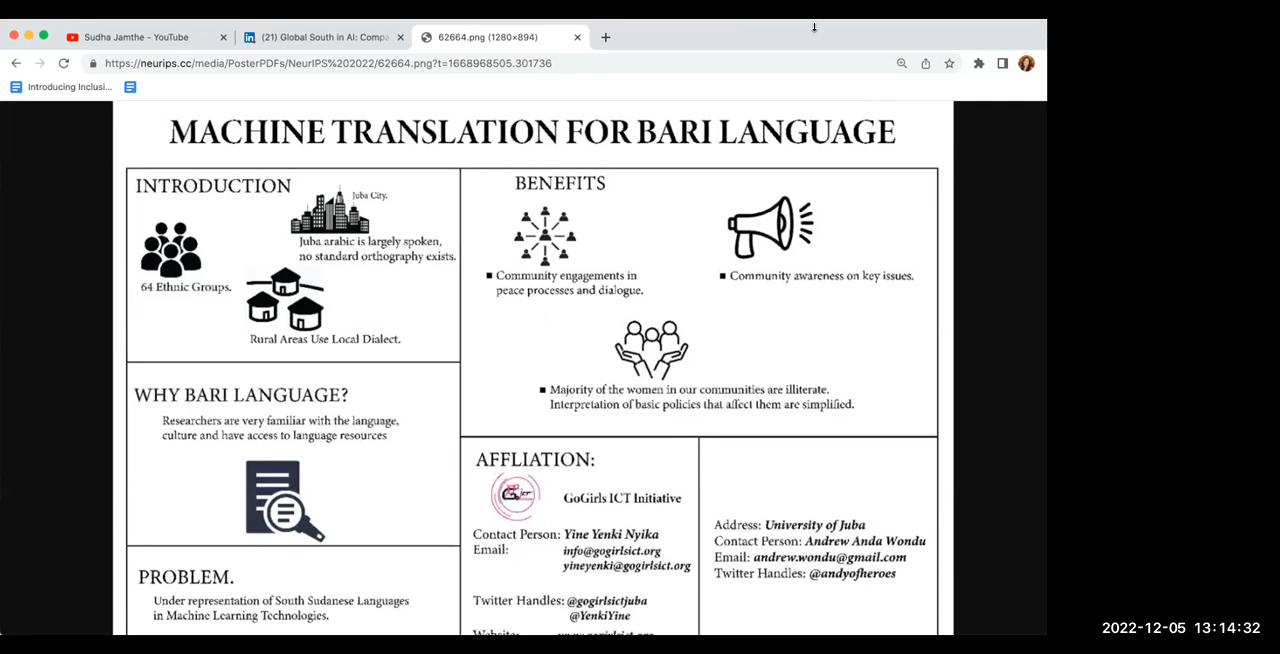 Sudha Jamthe - YouTube
(21) Global South in AI: Compa
62664.png (1280×894)
https://neurips.cc/media/PosterPDFs/NeurIPS%202022/62664.png?t=1668968505.301736
Introducing Inclusi...
MACHINE TRANSLATION FOR BARI LANGUAGE
INTRODUCTION
Juba City.
Juba arabic is largely spoken,
no standard orthography exists.
64 Ethnic Groups.
Rural Areas Use Local Dialect.
WHY BARI LANGUAGE?
Researchers are very familiar with the language,
culture and have access to language resources
PROBLEM.
Under representation of South Sudanese Languages
in Machine Learning Technologies.
BENEFITS
■ Community engagements in
peace processes and dialogue.
■ Community awareness on key issues.
■ Majority of the women in our communities are illiterate.
Interpretation of basic policies that affect them are simplified.
AFFLIATION:
GoGirls ICT Initiative
Contact Person: Yine Yenki Nyika
Email: info@gogirlsict.org
yineyenki@gogirlsict.org
Twitter Handles: @gogirlsictjuba
@YenkiYine
Website: www.gogirlsict.org
Address: University of Juba
Contact Person: Andrew Anda Wondu
Email: andrew.wondu@gmail.com
Twitter Handles: @andyofheroes
2022-12-05 13:14:32